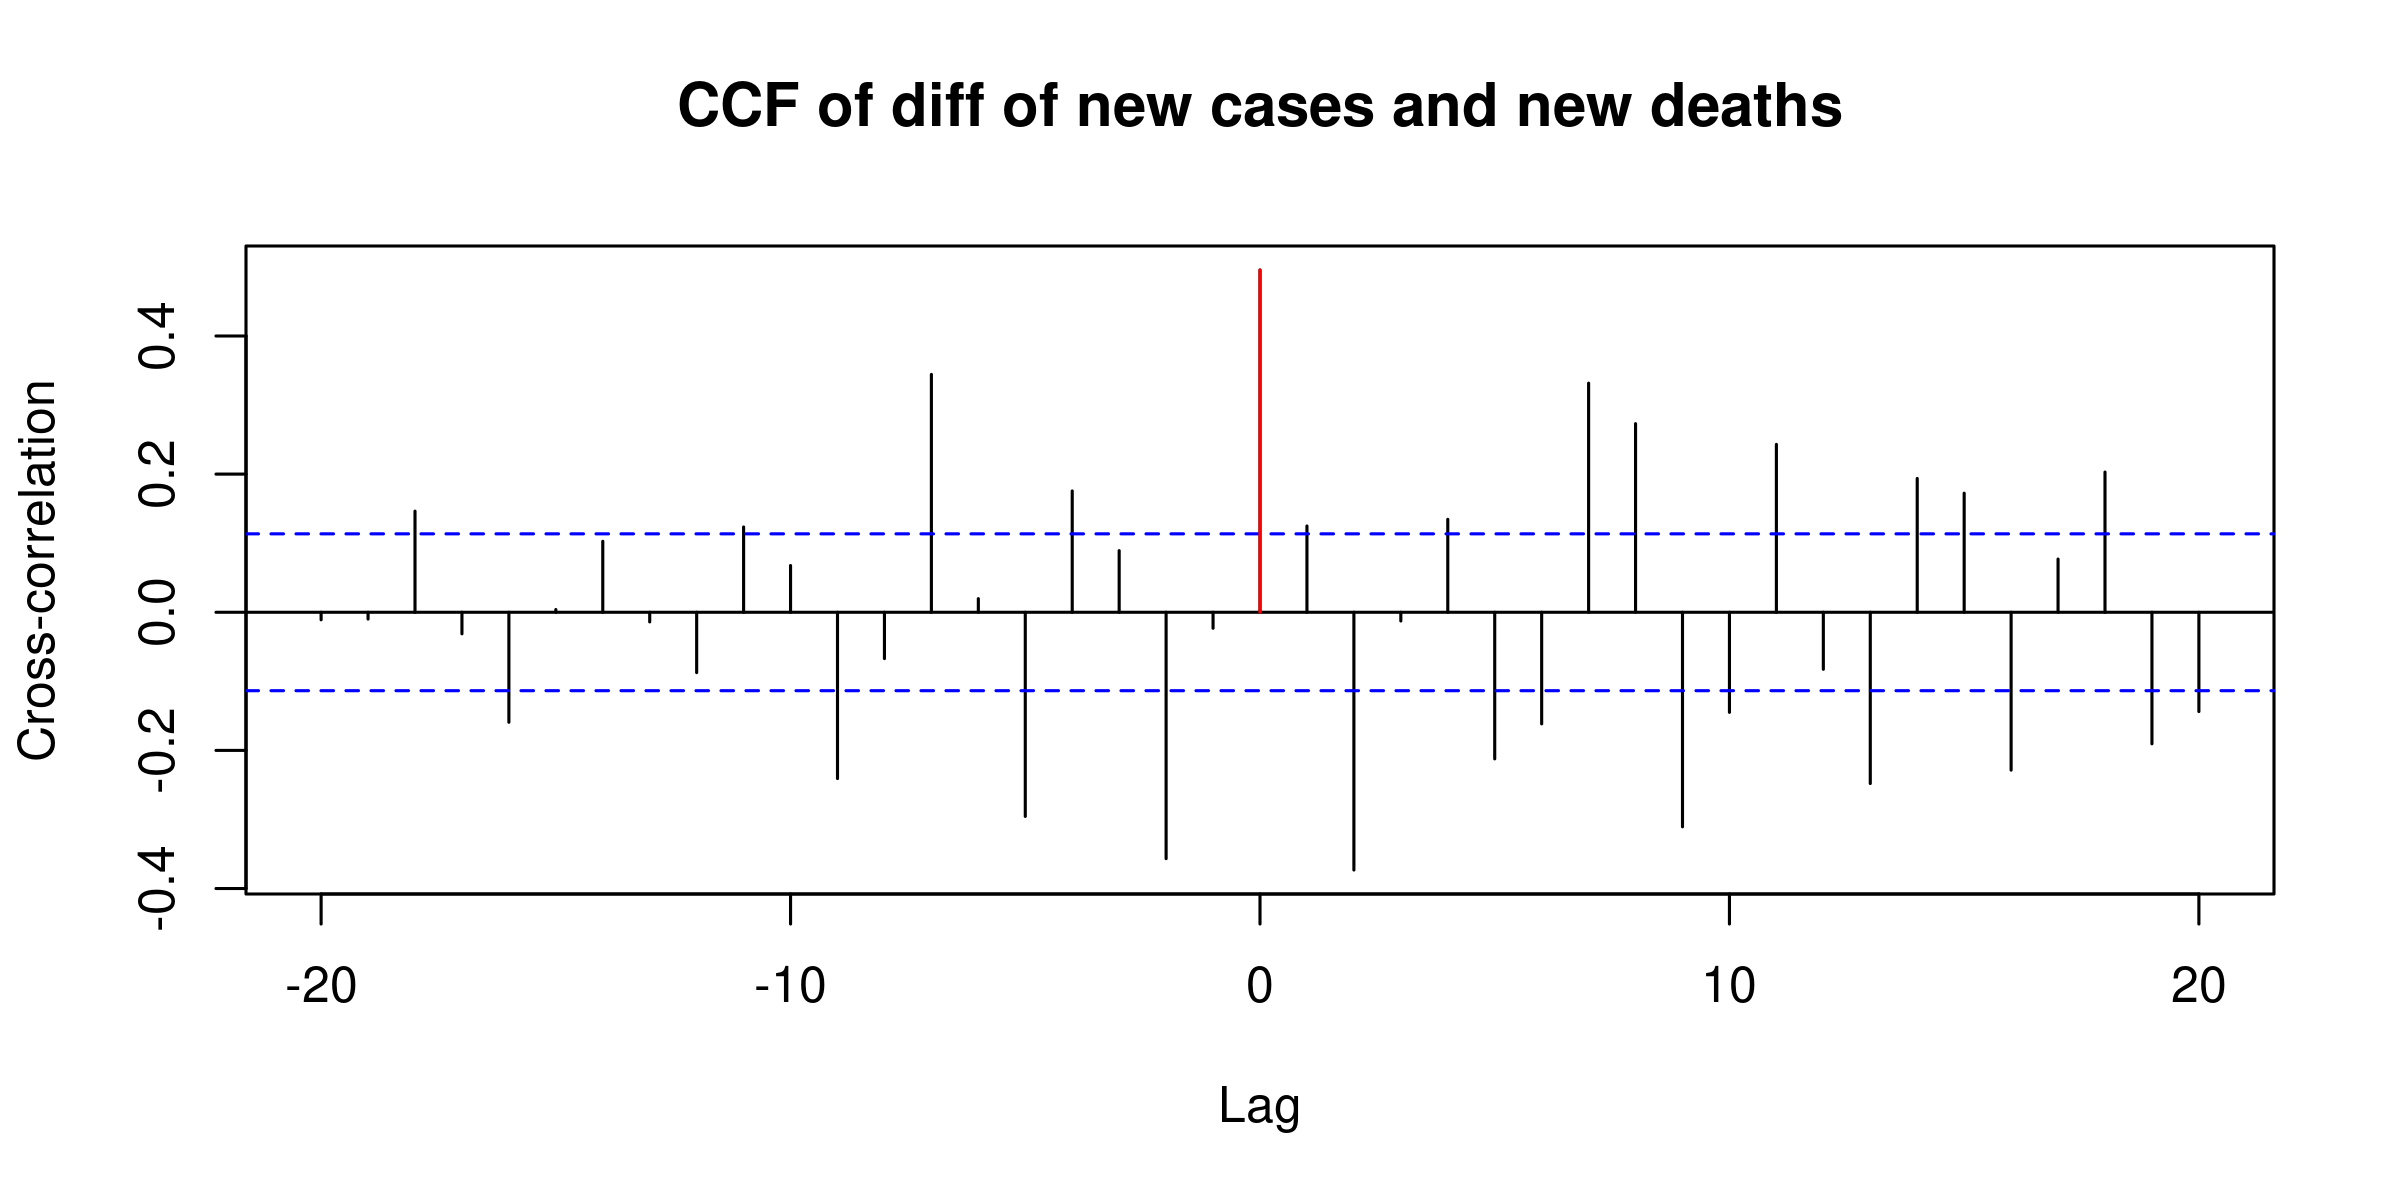 CCF of diff of new cases and new deaths
Cross-correlation
0.4
0.2
0.0
-0.2
-0.4
-20 -10 0 10 20
Lag